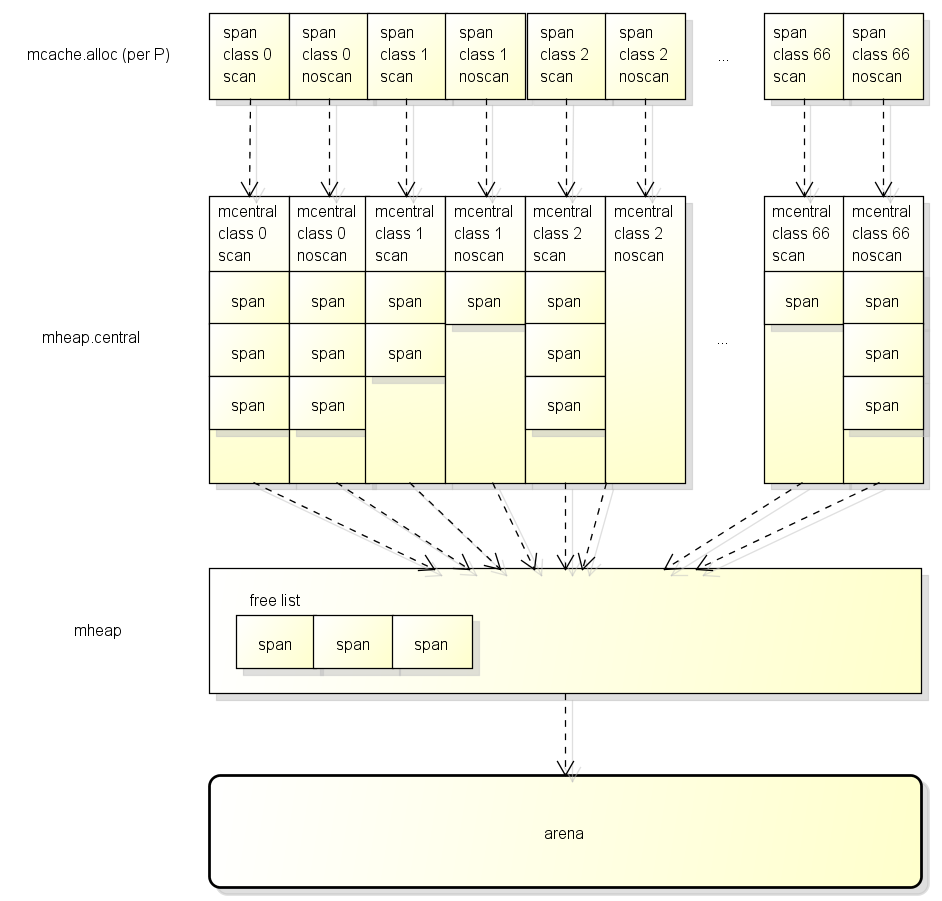 mcache.alloc (per P)
span
class 0
scan
span
class 0
noscan
span
class 1
scan
span
class 1
noscan
span
class 2
scan
span
class 2
noscan
...
span
class 66
scan
span
class 66
noscan
mheap.central
mcentral
class 0
scan
span
span
span
mcentral
class 0
noscan
span
span
span
mcentral
class 1
scan
span
span
mcentral
class 1
noscan
span
mcentral
class 2
scan
span
span
span
mcentral
class 2
noscan
...
mcentral
class 66
scan
span
mcentral
class 66
noscan
span
span
span
mheap
free list
span
span
span
arena